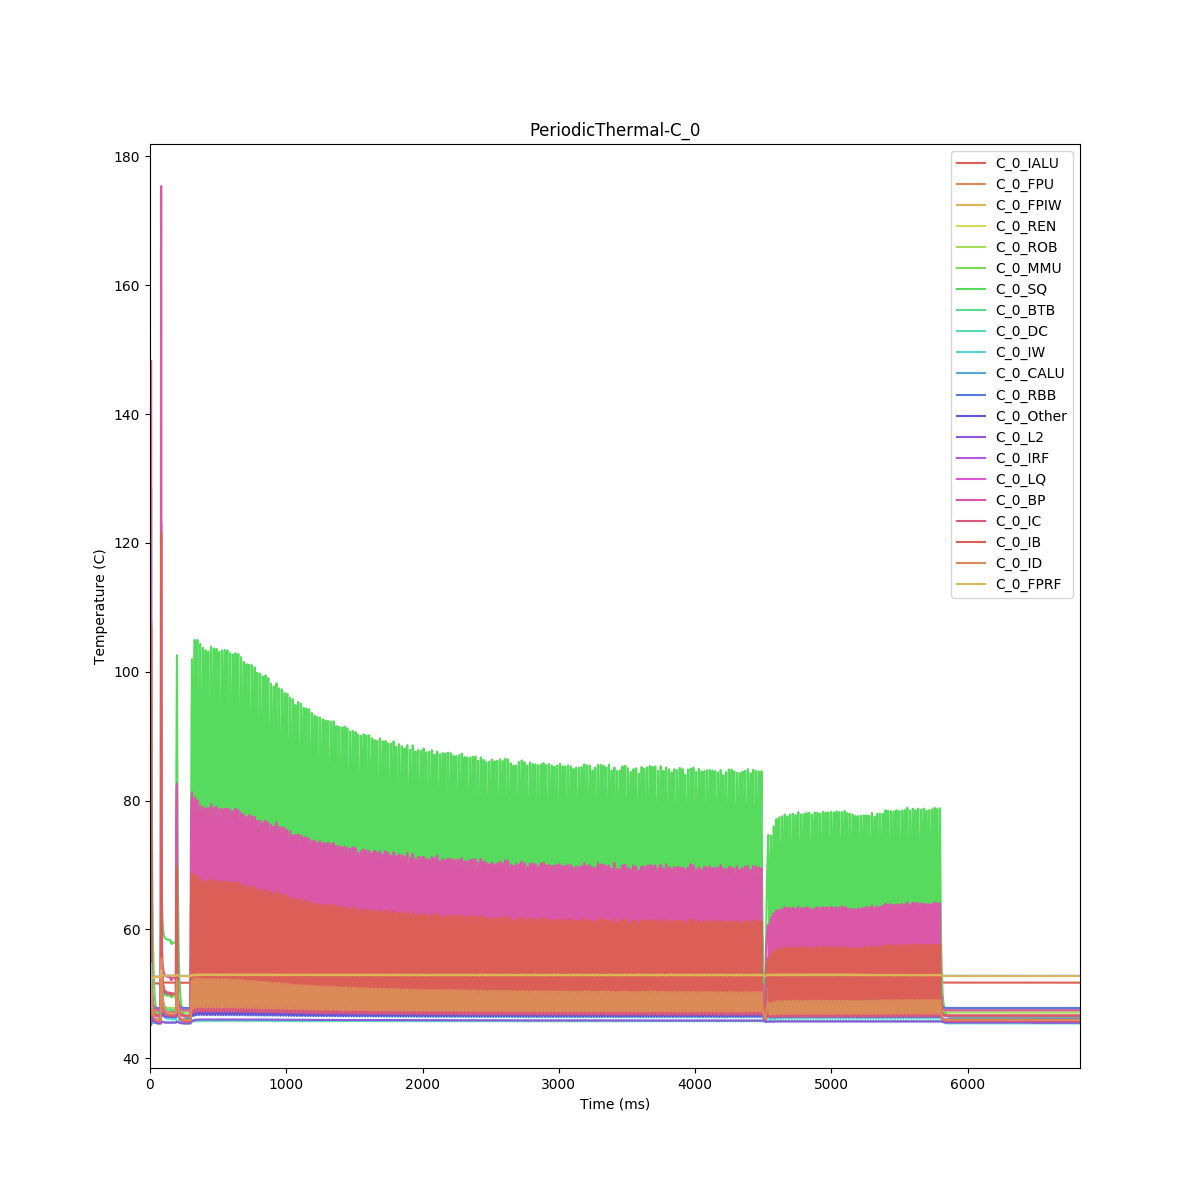 PeriodicThermal-C_0
180
160
140
120
100
80
60
40
Temperature (C)
0
1000
2000
3000
4000
5000
6000
Time (ms)
C_0_IALU
C_0_FPU
C_0_FPIW
C_0_REN
C_0_ROB
C_0_MMU
C_0_SQ
C_0_BTB
C_0_DC
C_0_IW
C_0_CALU
C_0_RBB
C_0_Other
C_0_L2
C_0_IRF
C_0_LQ
C_0_BP
C_0_IC
C_0_IB
C_0_ID
C_0_FPRF